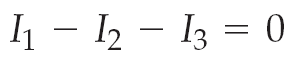 I₁ − I₂ − I₃ = 0